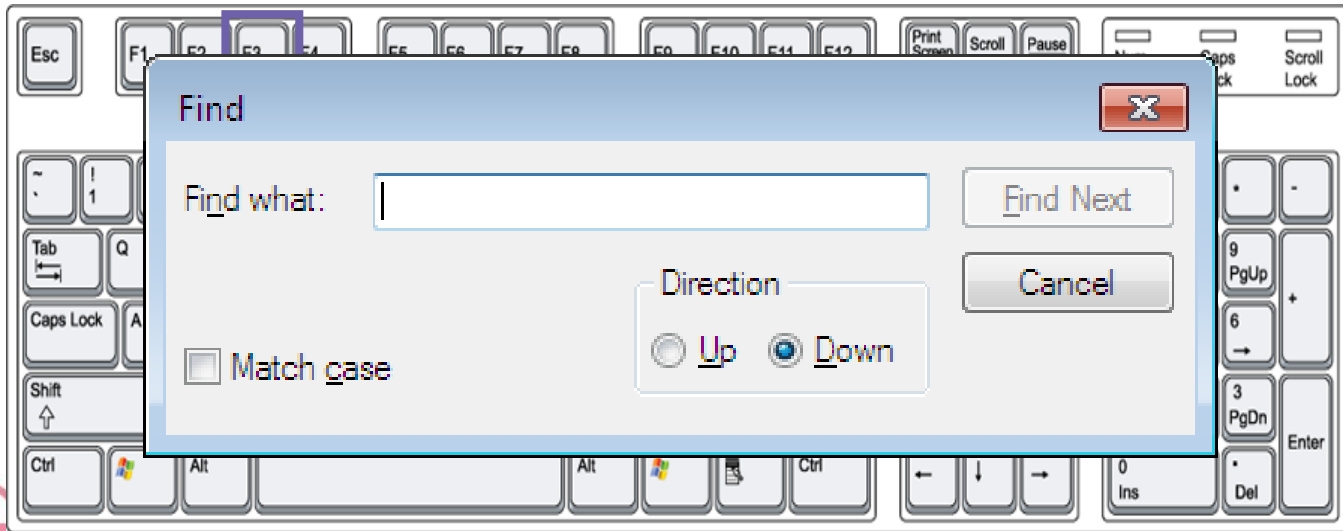 Esc F1 F2 F3 F4 F5 F6 F7 F8 F9 F10 F11 F12 Print Screen Scroll Pause Caps Scroll Lock
Find
~ ` ! 1 Find what: Find Next . -
Tab Q Direction Cancel 9 PgUp +
Caps Lock A Up Down 6
Match case
Shift 3 PgDn Enter
Ctrl Alt Alt Ctrl 0 Ins . Del